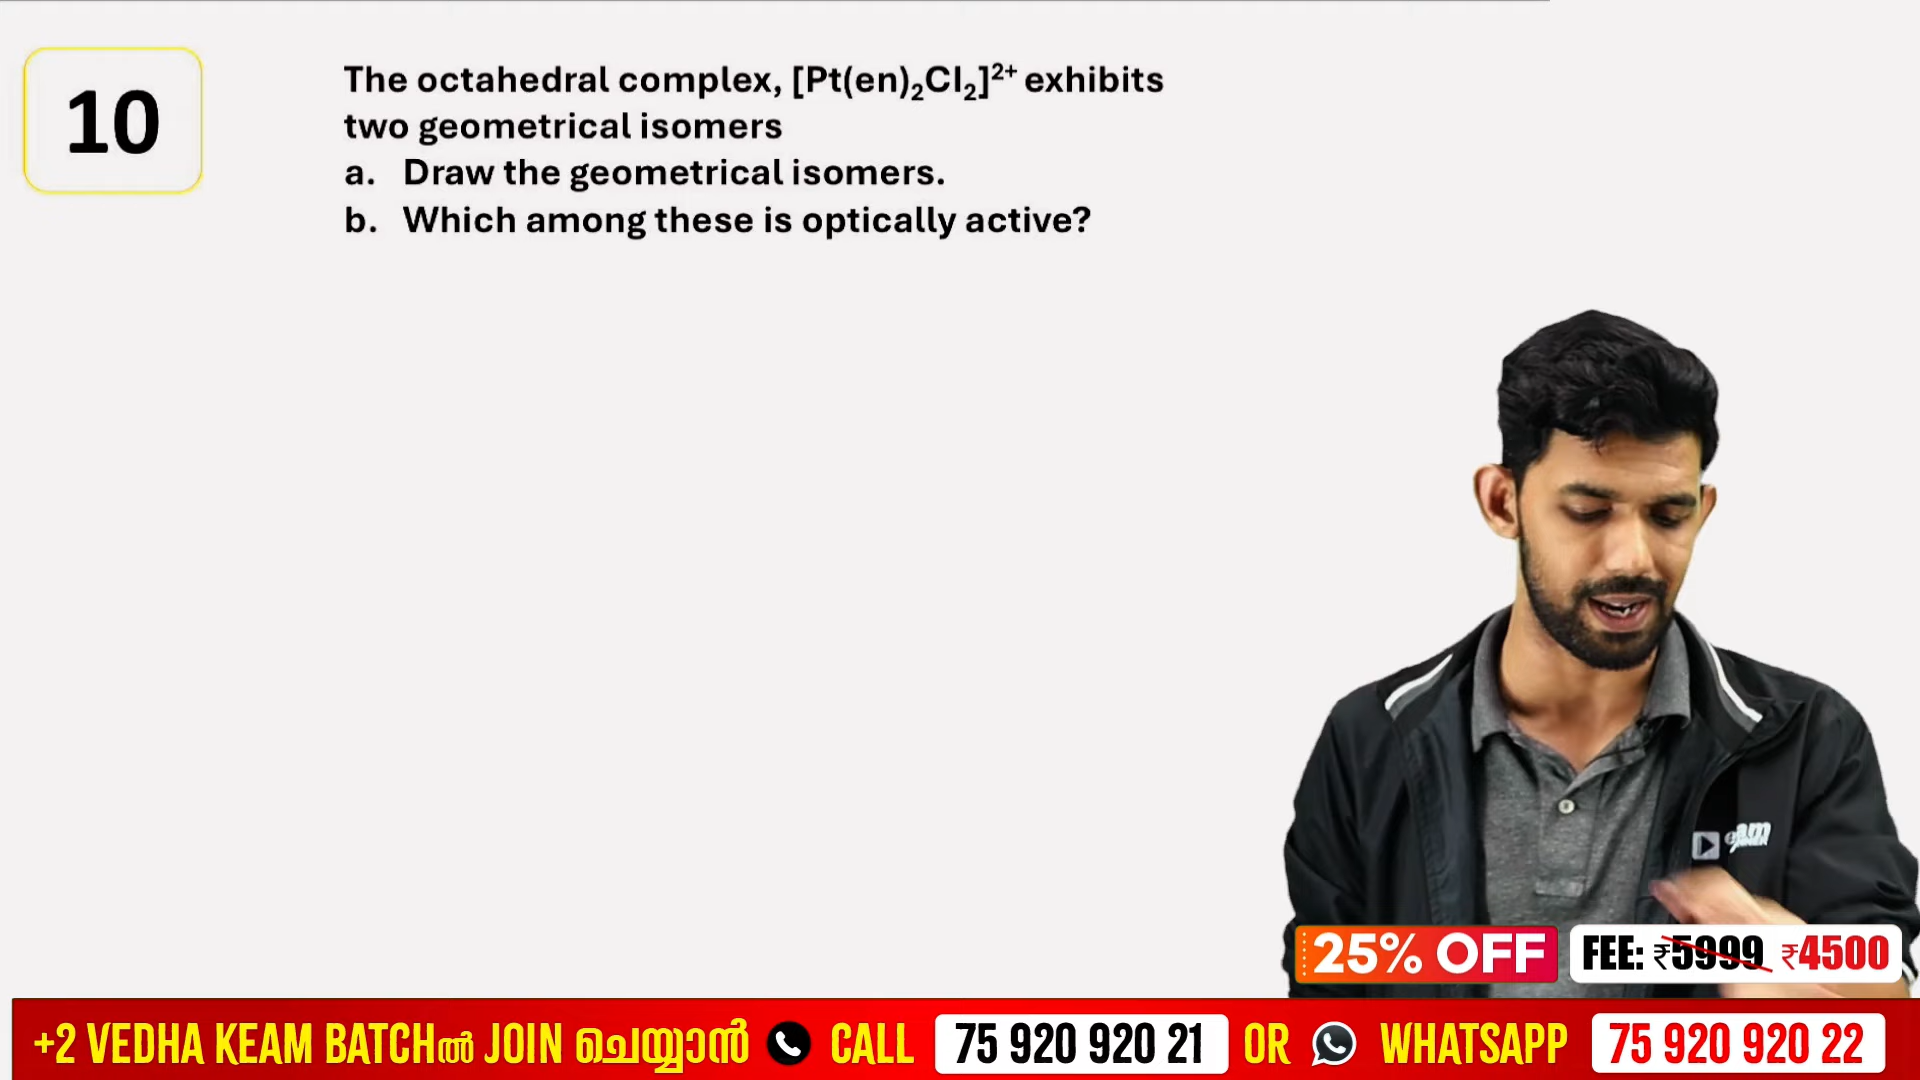 10
The octahedral complex, [Pt(en)₂CI₂]²⁺ exhibits
two geometrical isomers
a. Draw the geometrical isomers.
b. Which among these is optically active?
exam
25% OFF
FEE: ₹5999 ₹4500
+2 VEDHA KEAM BATCHൽ JOIN ചെയ്യാൻ CALL 75 920 920 21 OR WHATSAPP 75 920 920 22